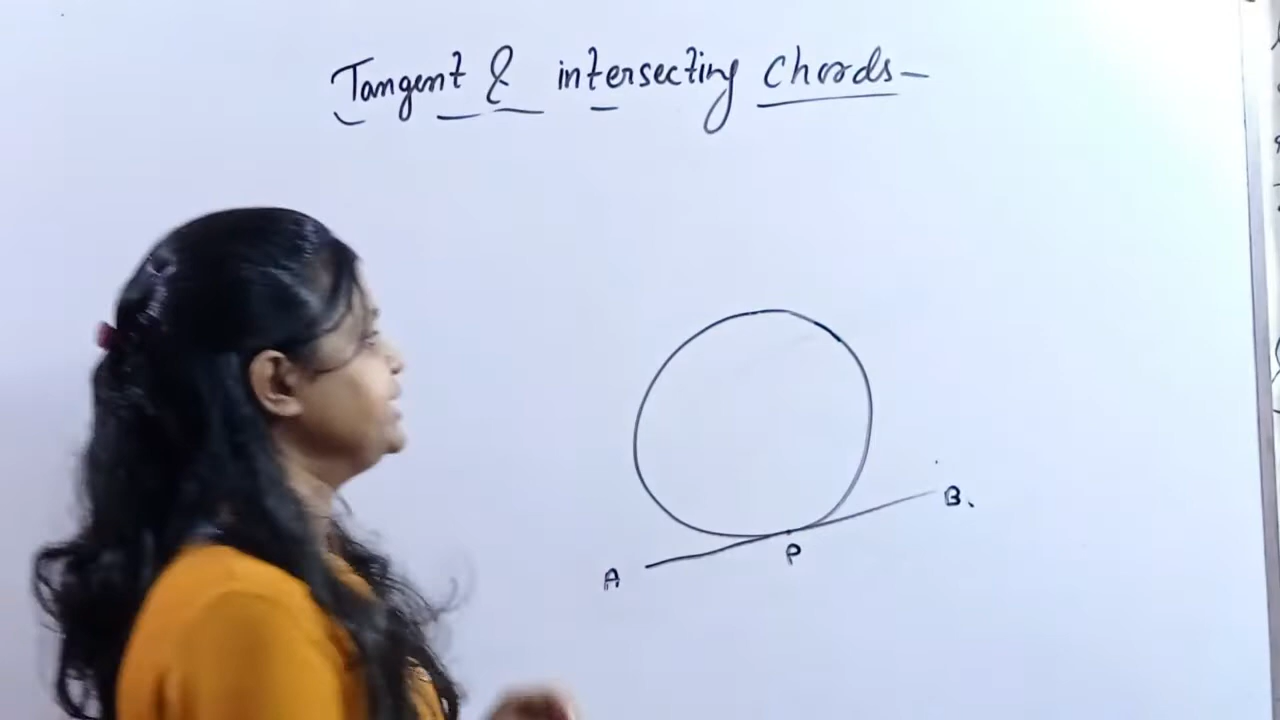 Tangent & intersecting Chords-
B.
P
A